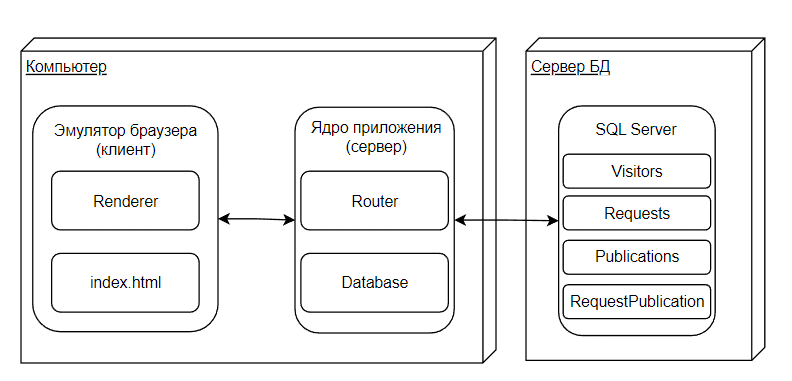 Компьютер
Эмулятор браузера
(клиент)
Renderer
index.html
Ядро приложения
(сервер)
Router
Database
Сервер БД
SQL Server
Visitors
Requests
Publications
RequestPublication